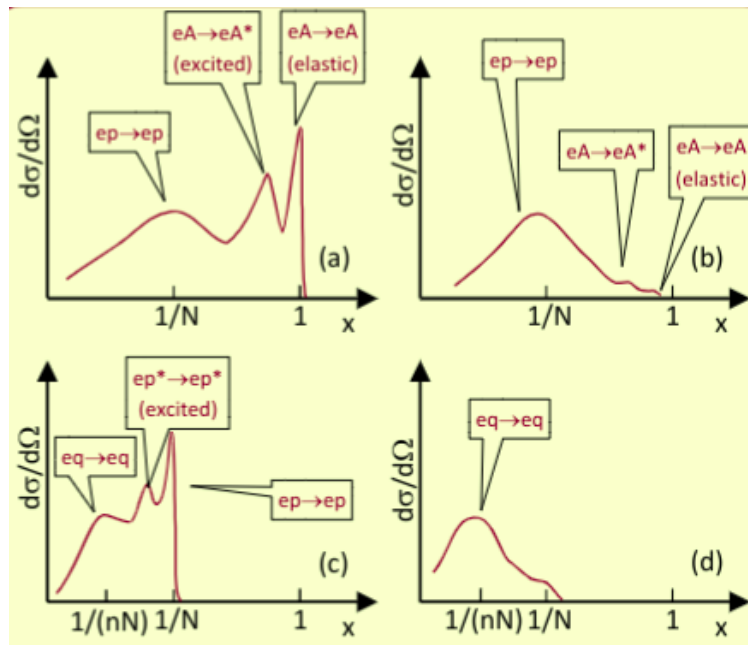 eA→eA*
(excited)
eA→eA
(elastic)
ep→ep
dσ/dΩ
(a)
1/N
1
x
ep→ep
eA→eA*
eA→eA
(elastic)
dσ/dΩ
(b)
1/N
1
x
ep*→ep*
(excited)
eq→eq
ep→ep
dσ/dΩ
(c)
1/(nN)
1/N
1
x
eq→eq
dσ/dΩ
(d)
1/(nN)
1/N
1
x